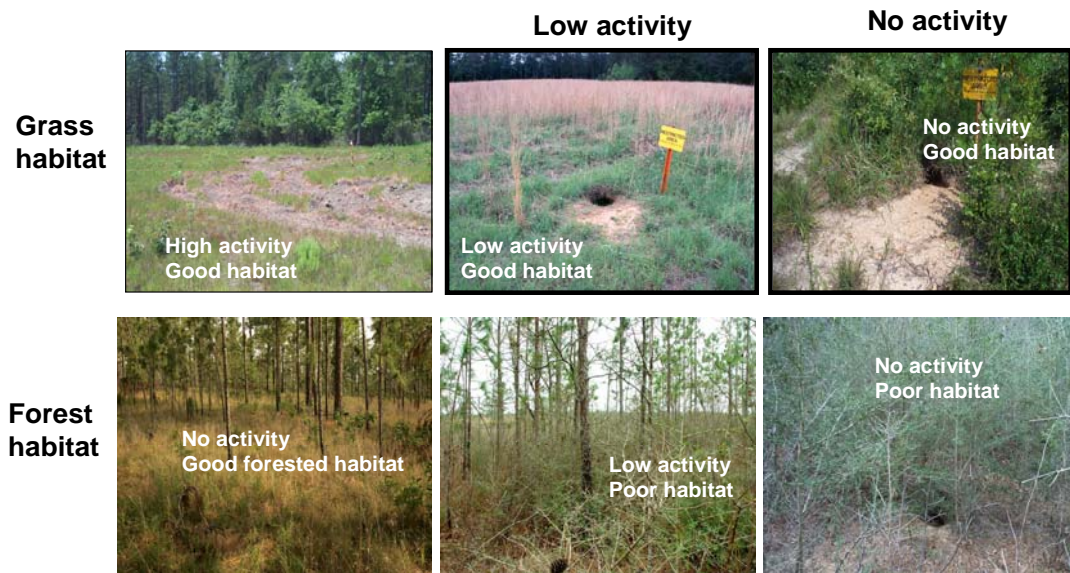 Low activity
No activity
Grass
habitat
High activity
Good habitat
Low activity
Good habitat
No activity
Good habitat
Forest
habitat
No activity
Good forested habitat
Low activity
Poor habitat
No activity
Poor habitat